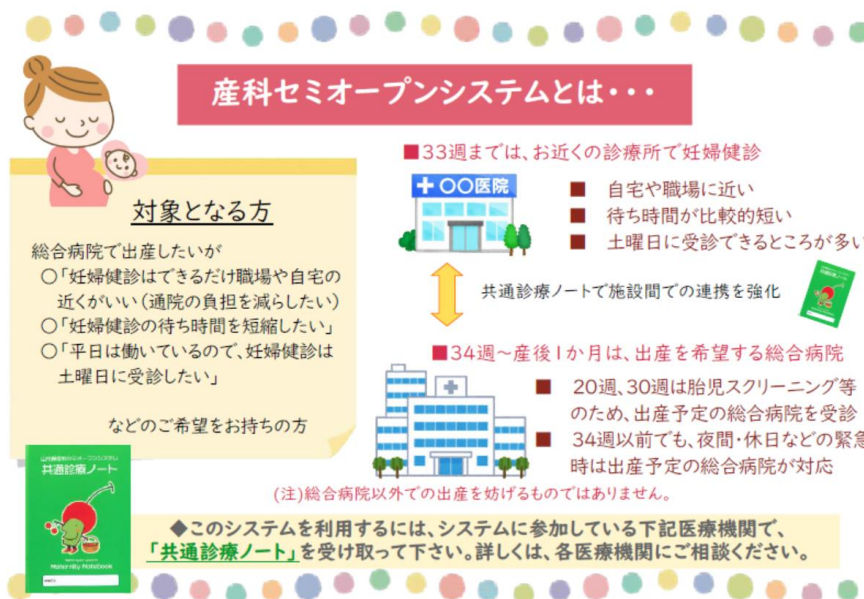 産科セミオープンシステムとは・・・
対象となる方
総合病院で出産したいが
○「妊婦健診はできるだけ職場や自宅の
近くがいい（通院の負担を減らしたい）
○「妊婦健診の待ち時間を短縮したい」
○「平日は働いているので、妊婦健診は
土曜日に受診したい」
などのご希望をお持ちの方
共通診療ノート
Maternity Notebook
■33週までは、お近くの診療所で妊婦健診
〇〇医院
■ 自宅や職場に近い
■ 待ち時間が比較的短い
■ 土曜日に受診できるところが多い
共通診療ノートで施設間での連携を強化
共通診療ノート
■34週～産後1か月は、出産を希望する総合病院
■ 20週、30週は胎児スクリーニング等
のため、出産予定の総合病院を受診
■ 34週以前でも、夜間・休日などの緊急
時は出産予定の総合病院が対応
(注)総合病院以外での出産を妨げるものではありません。
◆このシステムを利用するには、システムに参加している下記医療機関で、
「共通診療ノート」を受け取って下さい。詳しくは、各医療機関にご相談ください。